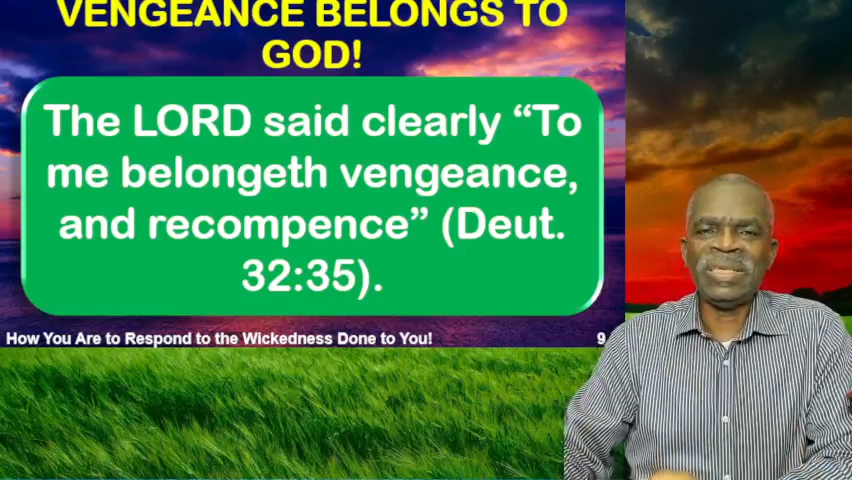 VENGEANCE BELONGS TO
GOD!
The LORD said clearly “To
me belongeth vengeance,
and recompence” (Deut.
32:35).
How You Are to Respond to the Wickedness Done to You!
9